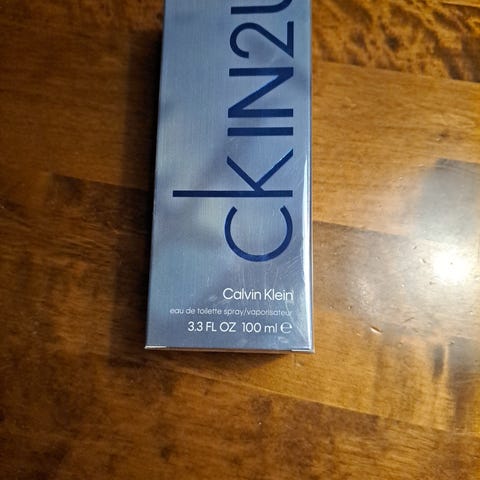 ckIN2U
Calvin Klein
eau de toilette spray/vaporisateur
3.3 FL OZ 100 ml ℮